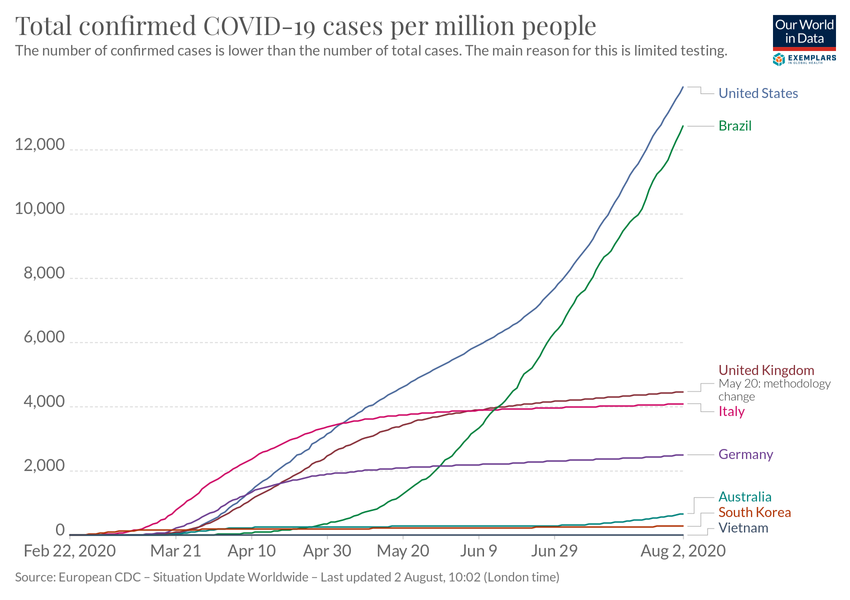 Total confirmed COVID-19 cases per million people
The number of confirmed cases is lower than the number of total cases. The main reason for this is limited testing.
Our World
in Data
EXEMPLARS
IN GLOBAL HEALTH
United States
Brazil
12,000
10,000
8,000
6,000
4,000
2,000
0
United Kingdom
May 20: methodology
change
Italy
Germany
Australia
South Korea
Vietnam
Feb 22, 2020
Mar 21
Apr 10
Apr 30
May 20
Jun 9
Jun 29
Aug 2, 2020
Source: European CDC – Situation Update Worldwide – Last updated 2 August, 10:02 (London time)